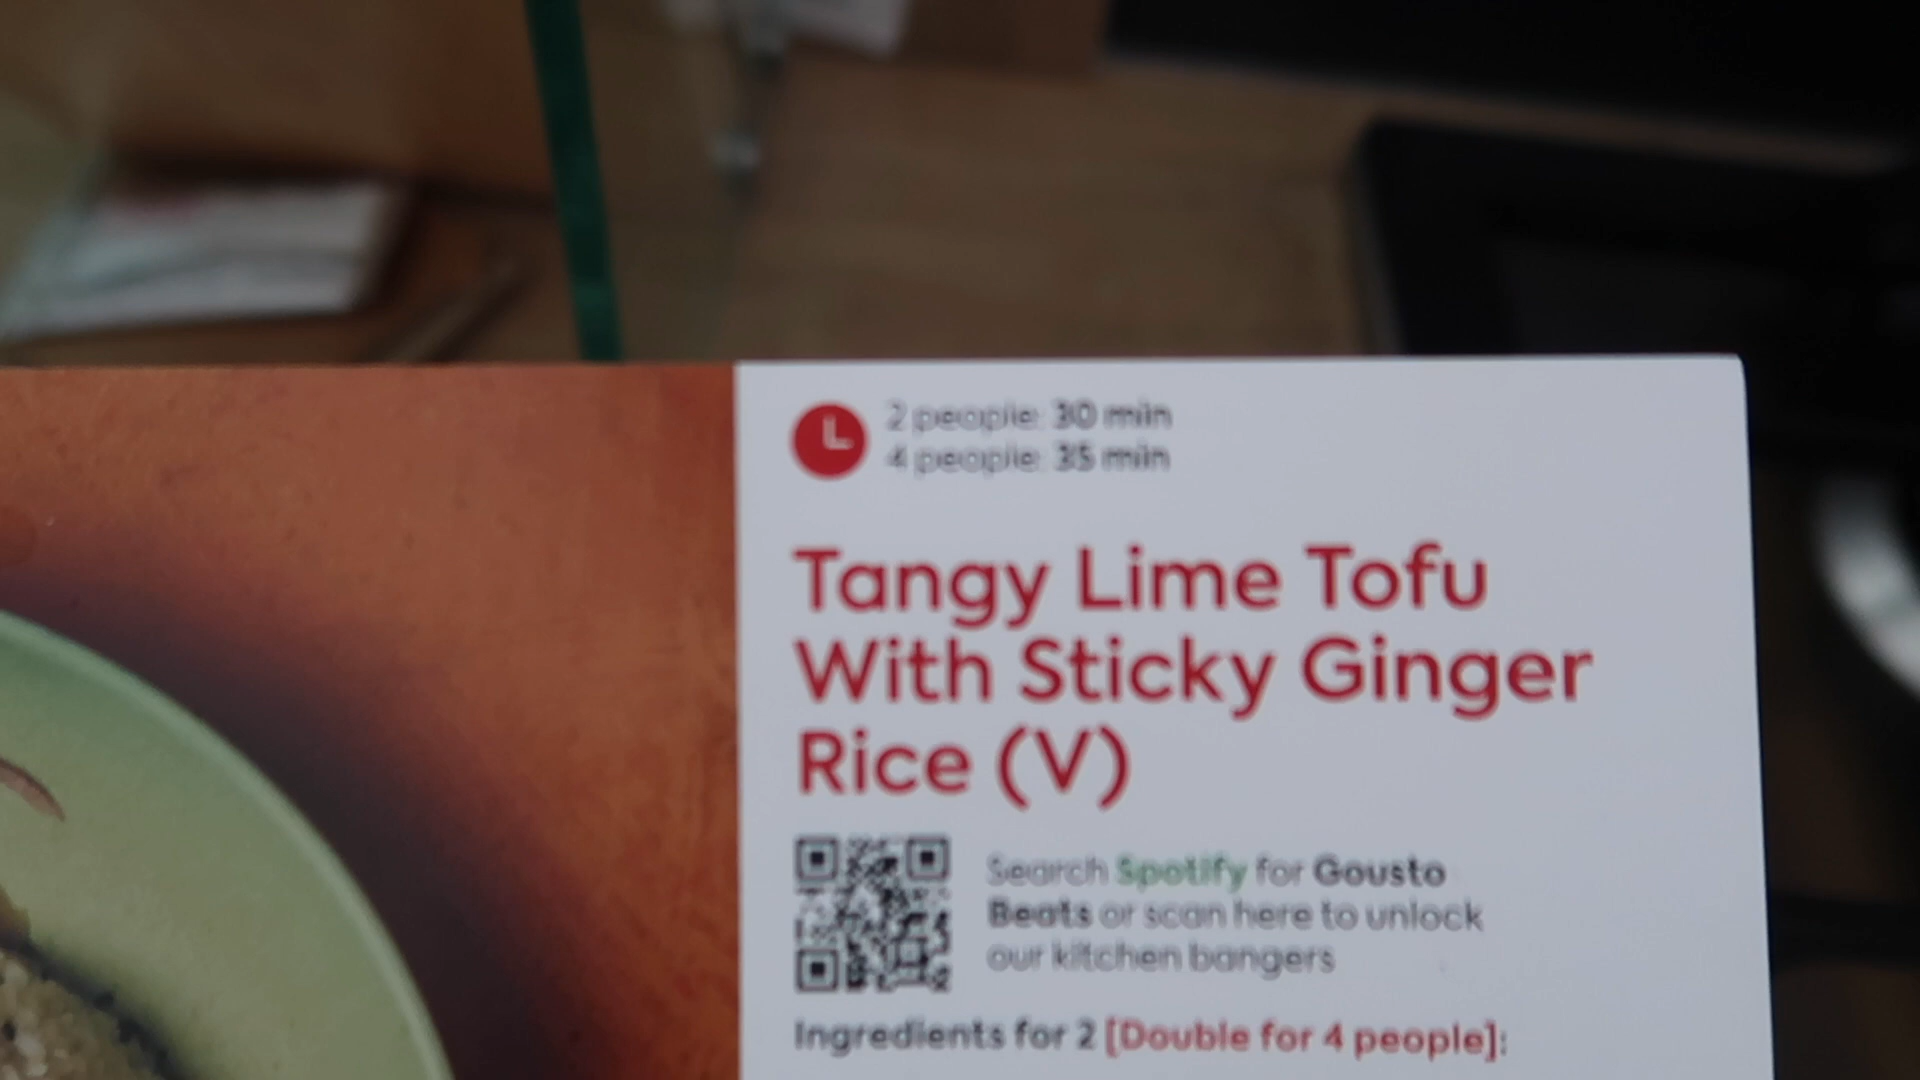 2 people: 30 min
4 people: 35 min
Tangy Lime Tofu
With Sticky Ginger
Rice (V)
Search Spotify for Gousto
Beats or scan here to unlock
our kitchen bangers
Ingredients for 2 [Double for 4 people]: